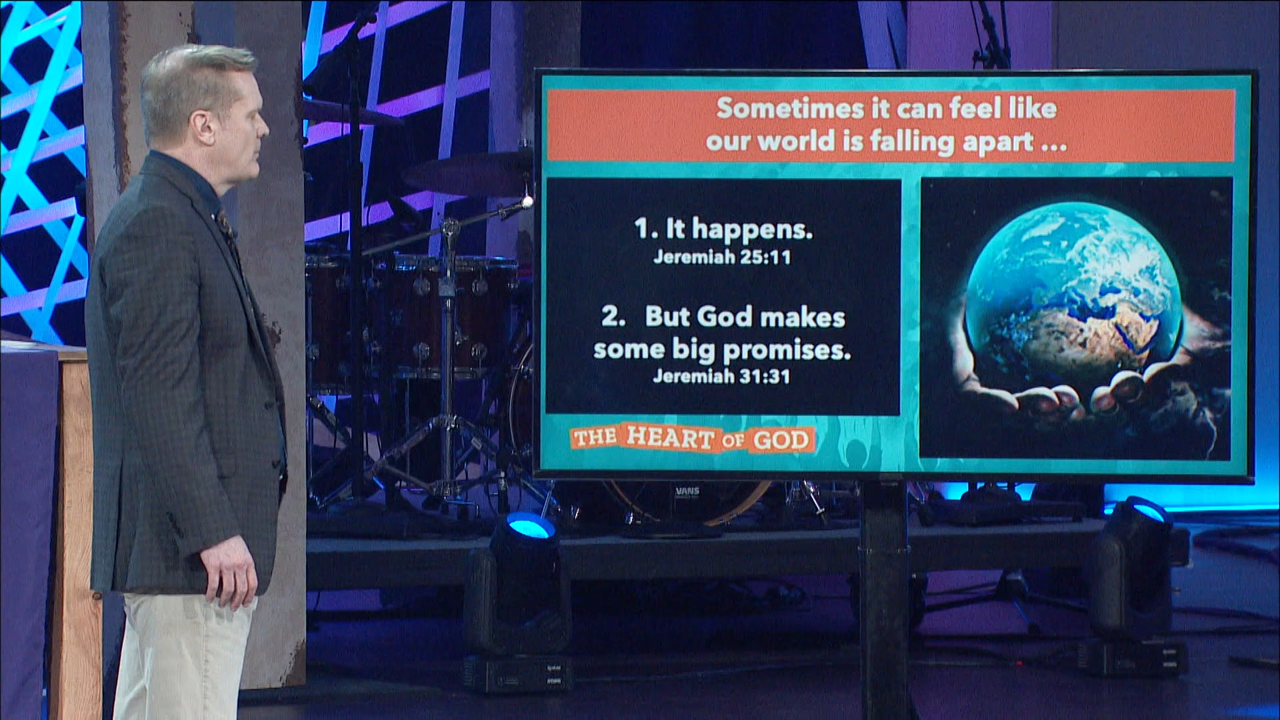 Sometimes it can feel like
our world is falling apart ...
1. It happens.
Jeremiah 25:11
2. But God makes
some big promises.
Jeremiah 31:31
THE HEART OF GOD
VANS